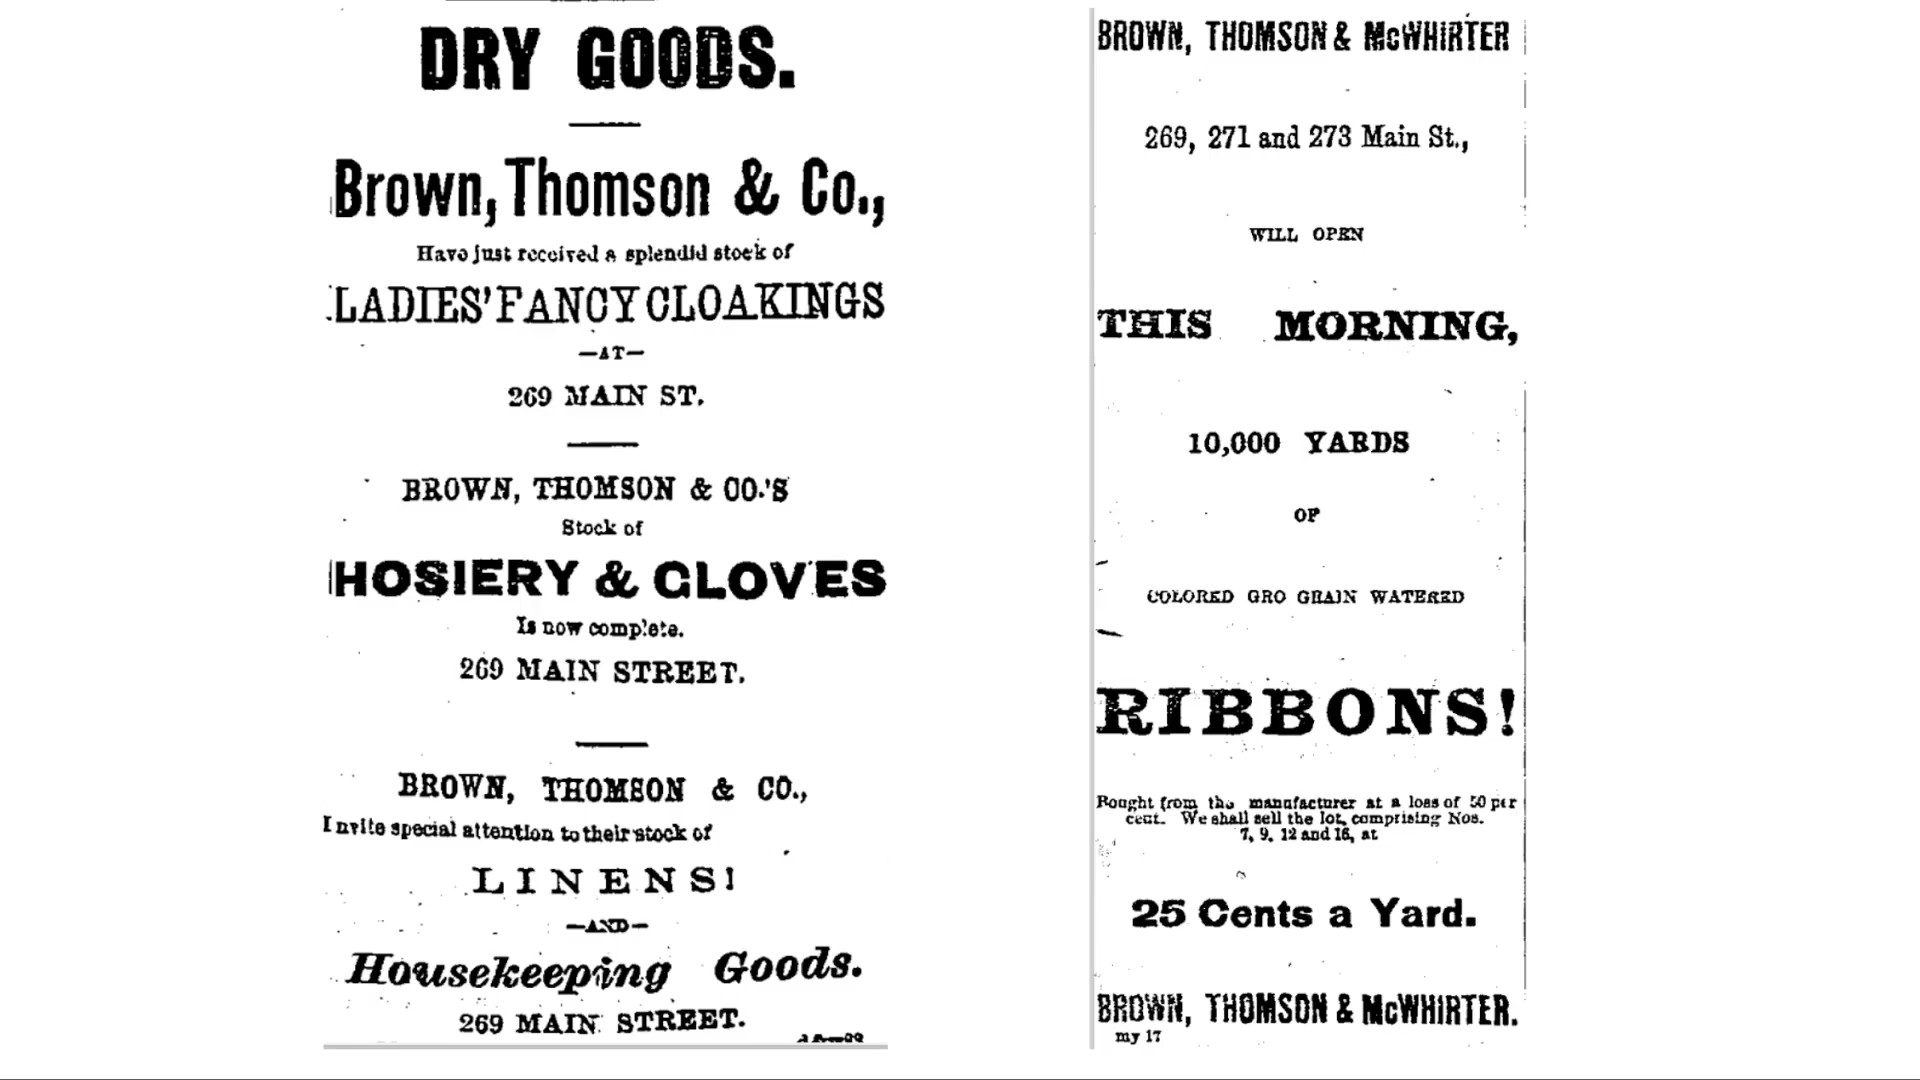 DRY GOODS.
Brown, Thomson & Co.,
Have just received a splendid stock of
LADIES' FANCY CLOAKINGS
—AT—
269 MAIN ST.
BROWN, THOMSON & CO.'S
Stock of
HOSIERY & GLOVES
Is now complete.
269 MAIN STREET.
BROWN, THOMSON & CO.,
Invite special attention to their stock of
LINENS!
—AND—
Housekeeping Goods.
269 MAIN STREET.
BROWN, THOMSON & McWHIRTER
269, 271 and 273 Main St.,
WILL OPEN
THIS MORNING,
10,000 YARDS
OF
COLORED GRO GRAIN WATERED
RIBBONS!
Bought from the manufacturer at a loss of 50 per
cent. We shall sell the lot, comprising Nos.
7, 9, 12 and 16, at
25 Cents a Yard.
BROWN, THOMSON & McWHIRTER.
my 17